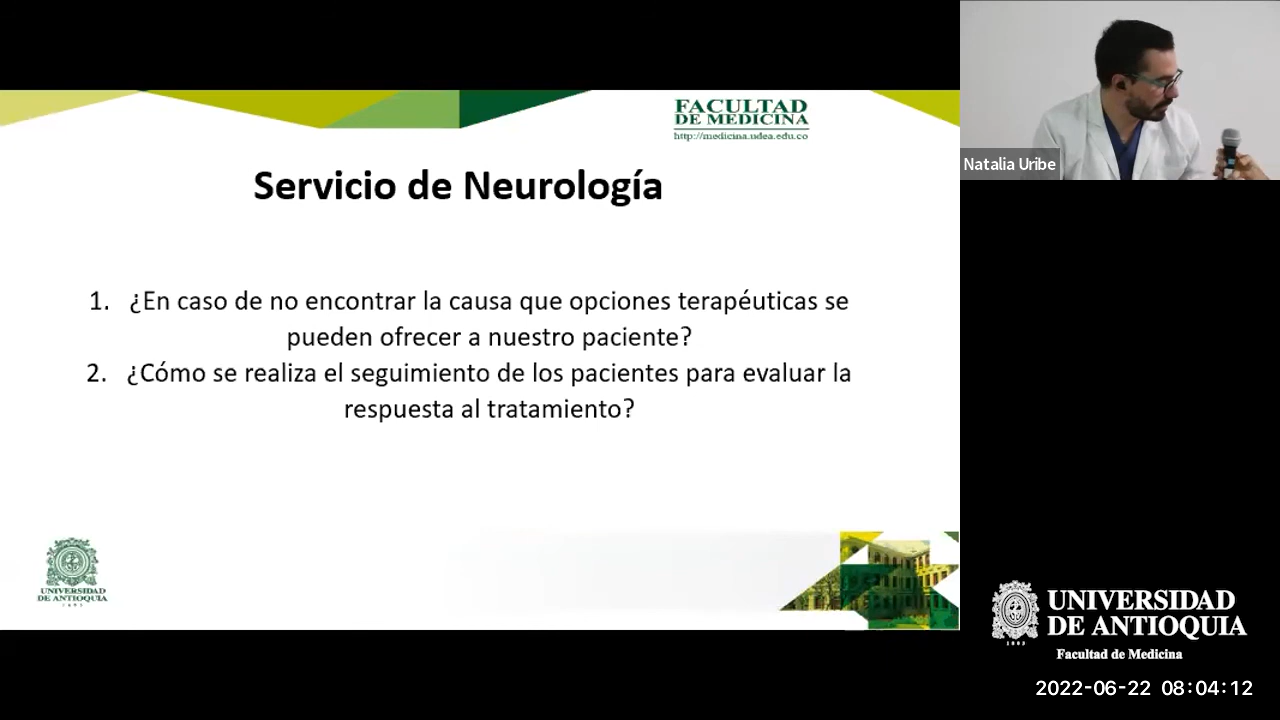 FACULTAD
DE MEDICINA
http://medicina.udea.edu.co
Servicio de Neurología
1. ¿En caso de no encontrar la causa que opciones terapéuticas se
pueden ofrecer a nuestro paciente?
2. ¿Cómo se realiza el seguimiento de los pacientes para evaluar la
respuesta al tratamiento?
UNIVERSIDAD
DE ANTIOQUIA
1803
Natalia Uribe
UNIVERSIDAD
DE ANTIOQUIA
1803
Facultad de Medicina
2022-06-22 08:04:12